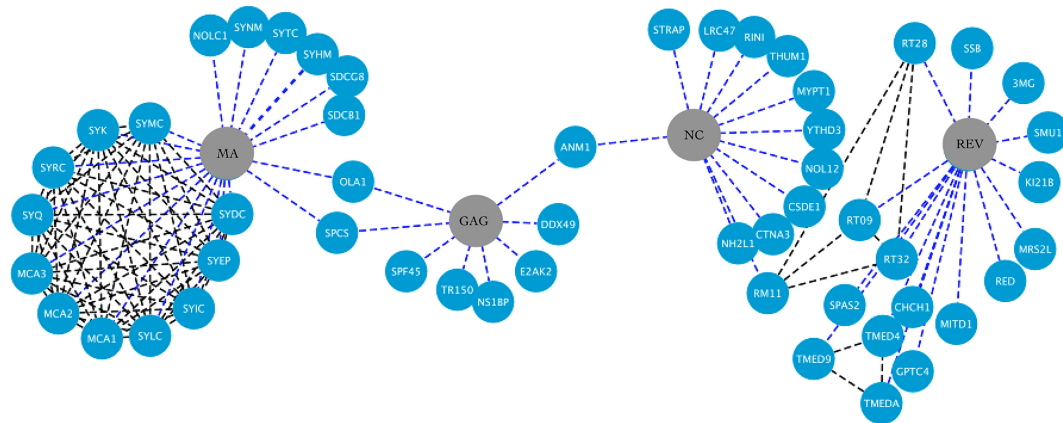 NOLC1
SYNM
SYTC
SYHM
SDCG8
SDCB1
SYMC
SYK
SYRC
SYQ
MCA3
MCA2
MCA1
SYLC
SYIC
SYEP
SYDC
MA
OLA1
SPCS
GAG
ANM1
DDX49
E2AK2
NS1BP
TR150
SPF45
STRAP
LRC47
RINI
THUM1
MYPT1
YTHD3
NOL12
CSDE1
CTNA3
NH2L1
NC
RM11
RT28
RT09
RT32
SSB
3MG
SMU1
KI21B
MRS2L
RED
MITD1
REV
SPAS2
CHCH1
TMED4
TMED9
GPTC4
TMEDA